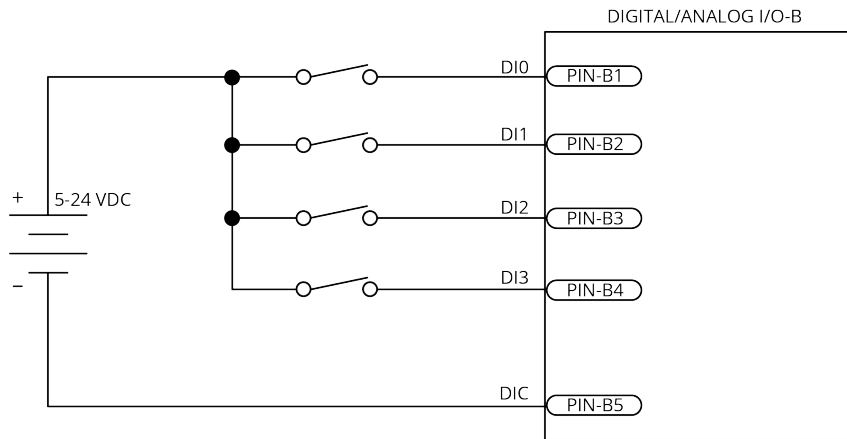 DIGITAL/ANALOG I/O-B
DI0
PIN-B1
DI1
PIN-B2
+
5-24 VDC
DI2
PIN-B3
DI3
–
PIN-B4
DIC
PIN-B5